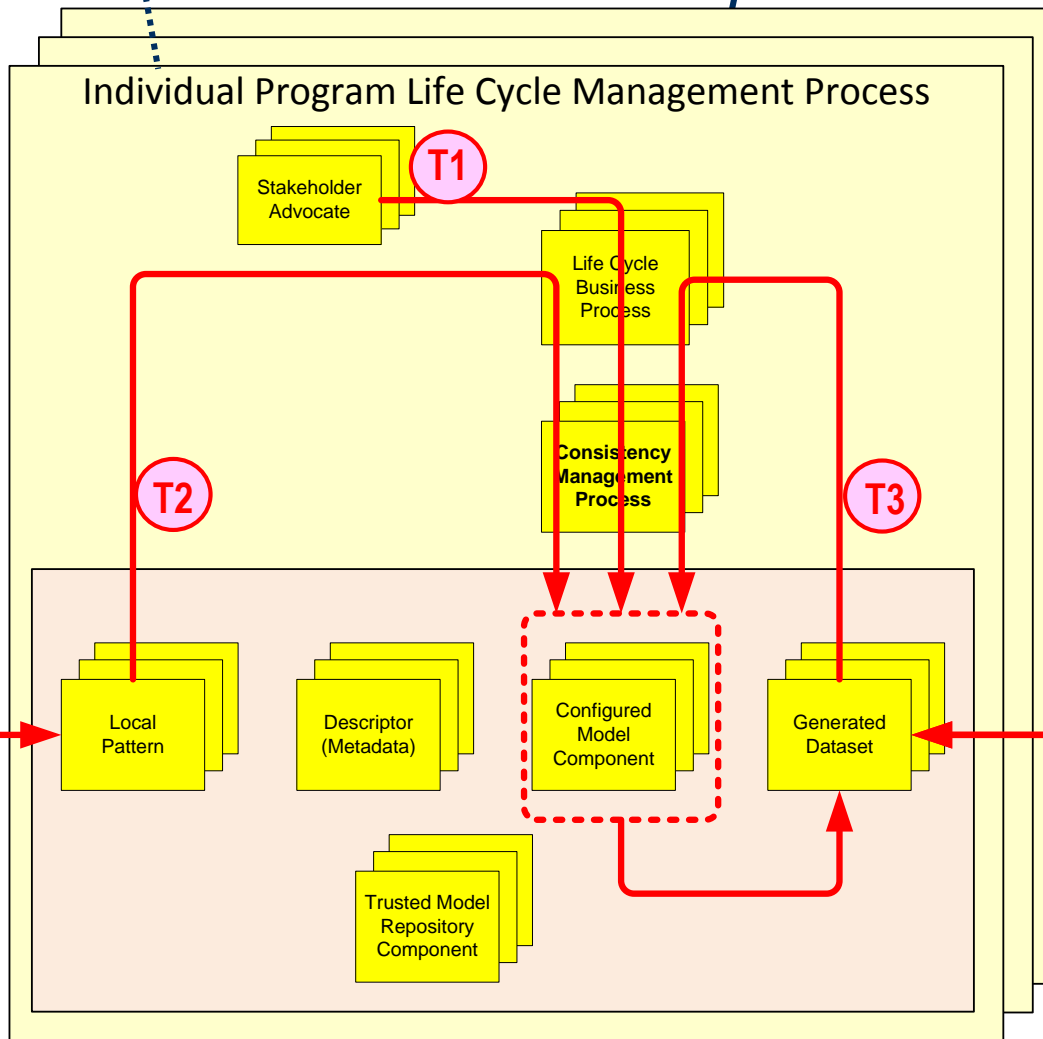 Individual Program Life Cycle Management Process
Stakeholder
Advocate
T1
Life Cycle
Business
Process
Consistency
Management
Process
T2
T3
Local
Pattern
Descriptor
(Metadata)
Configured
Model
Component
Generated
Dataset
Trusted Model
Repository
Component